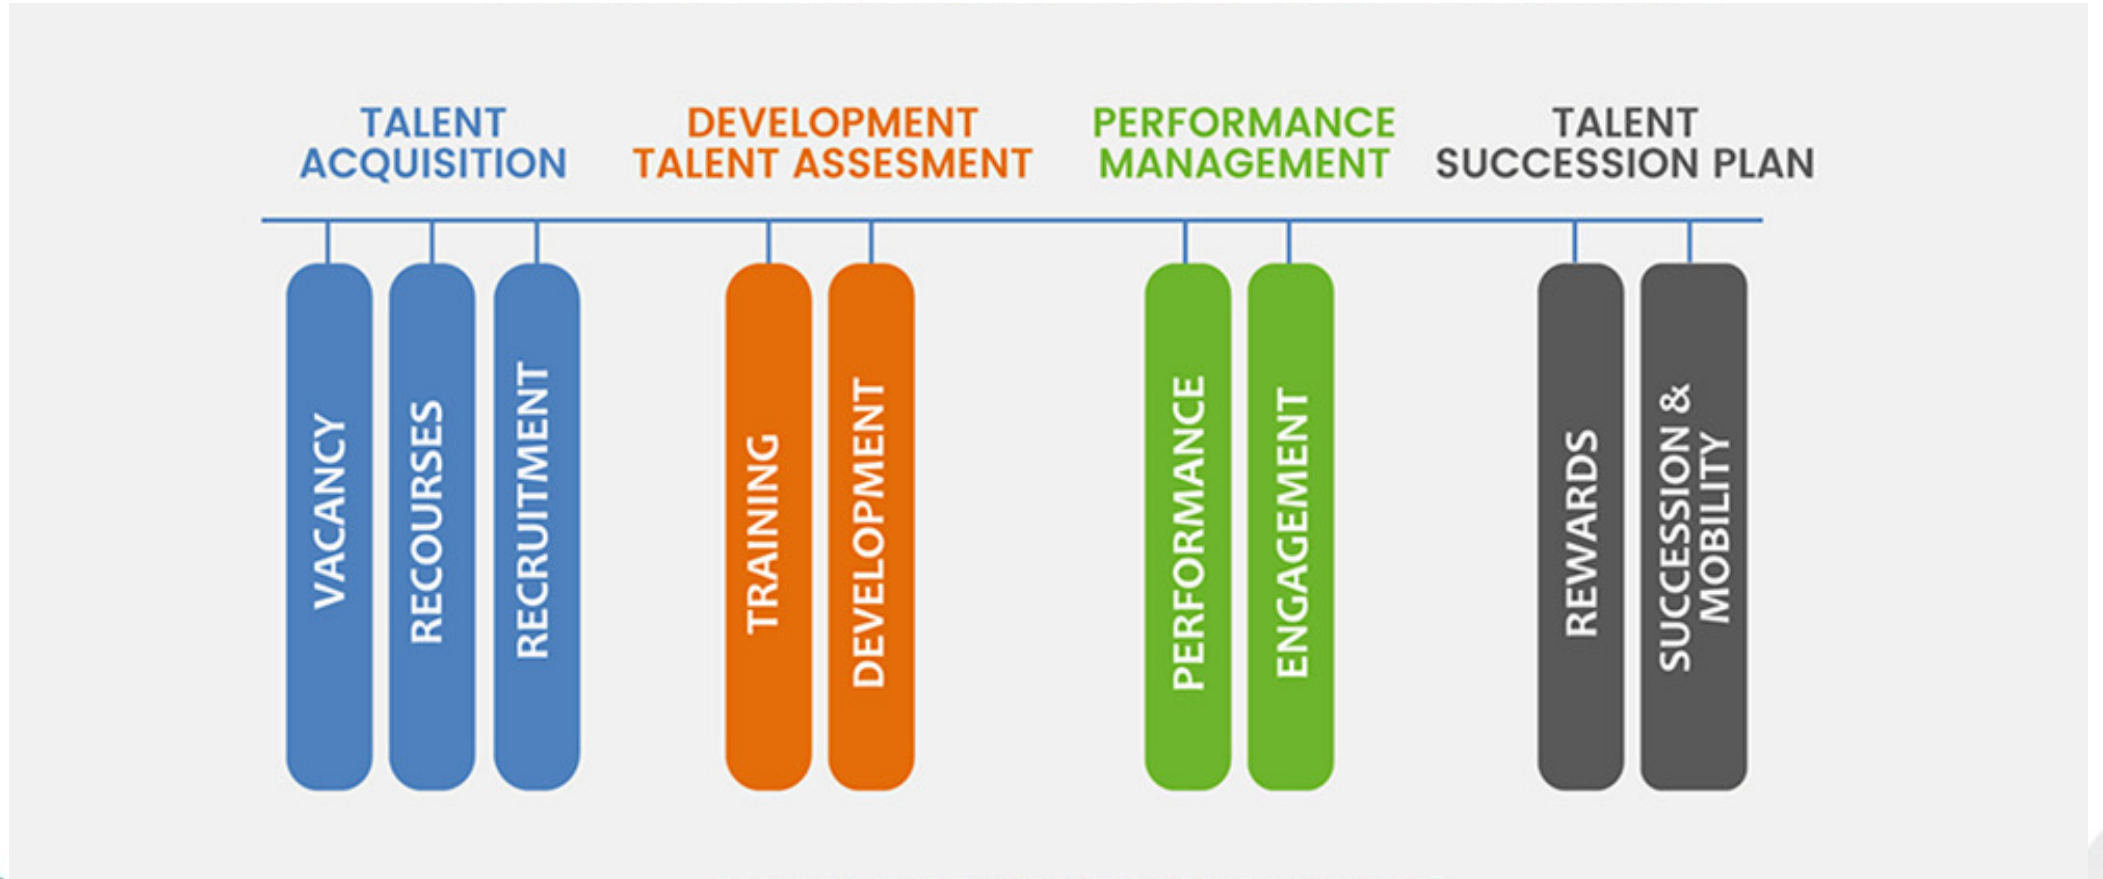 TALENT
ACQUISITION
DEVELOPMENT
TALENT ASSESMENT
PERFORMANCE
MANAGEMENT
TALENT
SUCCESSION PLAN
VACANCY
RECOURSES
RECRUITMENT
TRAINING
DEVELOPMENT
PERFORMANCE
ENGAGEMENT
REWARDS
SUCCESSION &
MOBILITY